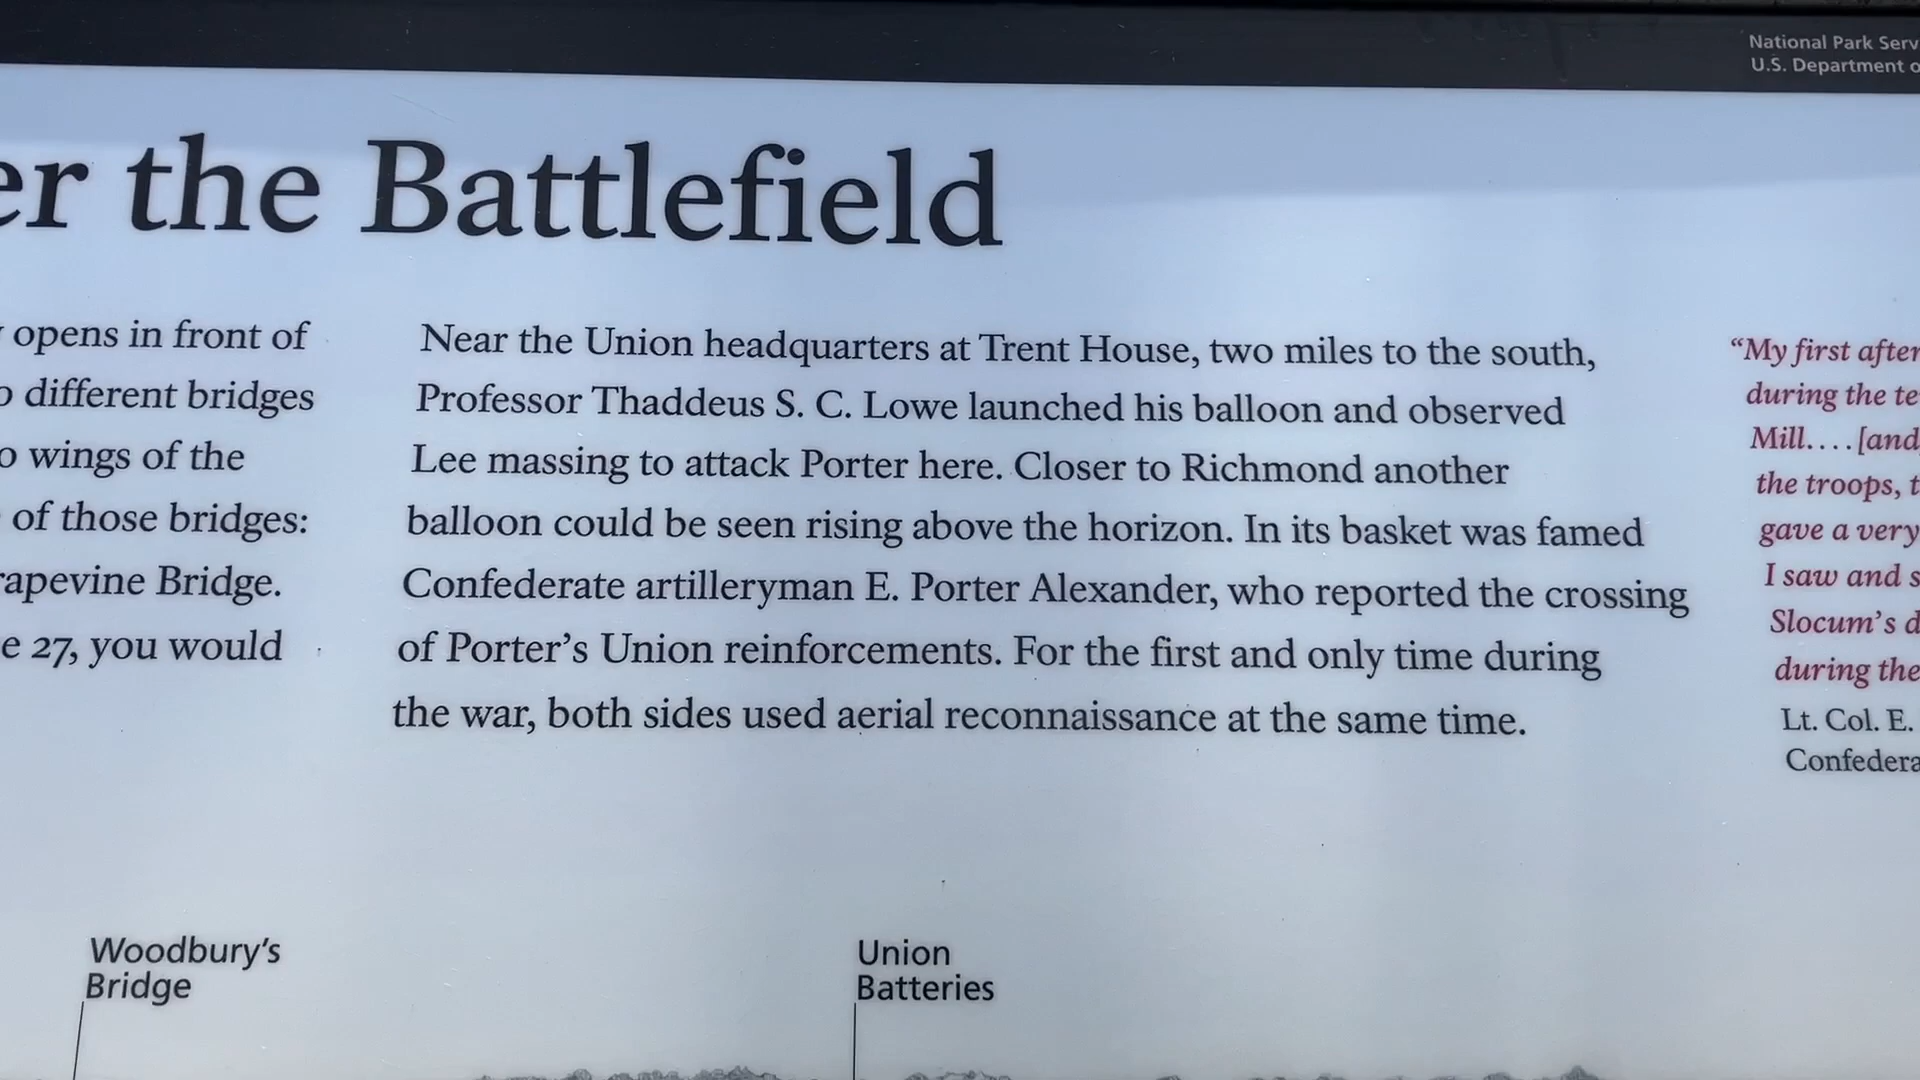 National Park Serv
U.S. Department o
er the Battlefield
opens in front of
different bridges
wings of the
of those bridges:
rapevine Bridge.
e 27, you would
Near the Union headquarters at Trent House, two miles to the south,
Professor Thaddeus S. C. Lowe launched his balloon and observed
Lee massing to attack Porter here. Closer to Richmond another
balloon could be seen rising above the horizon. In its basket was famed
Confederate artilleryman E. Porter Alexander, who reported the crossing
of Porter’s Union reinforcements. For the first and only time during
the war, both sides used aerial reconnaissance at the same time.
“My first after
during the te
Mill.... [and
the troops, t
gave a very
I saw and s
Slocum’s d
during the
Lt. Col. E.
Confedera
Woodbury’s
Bridge
Union
Batteries